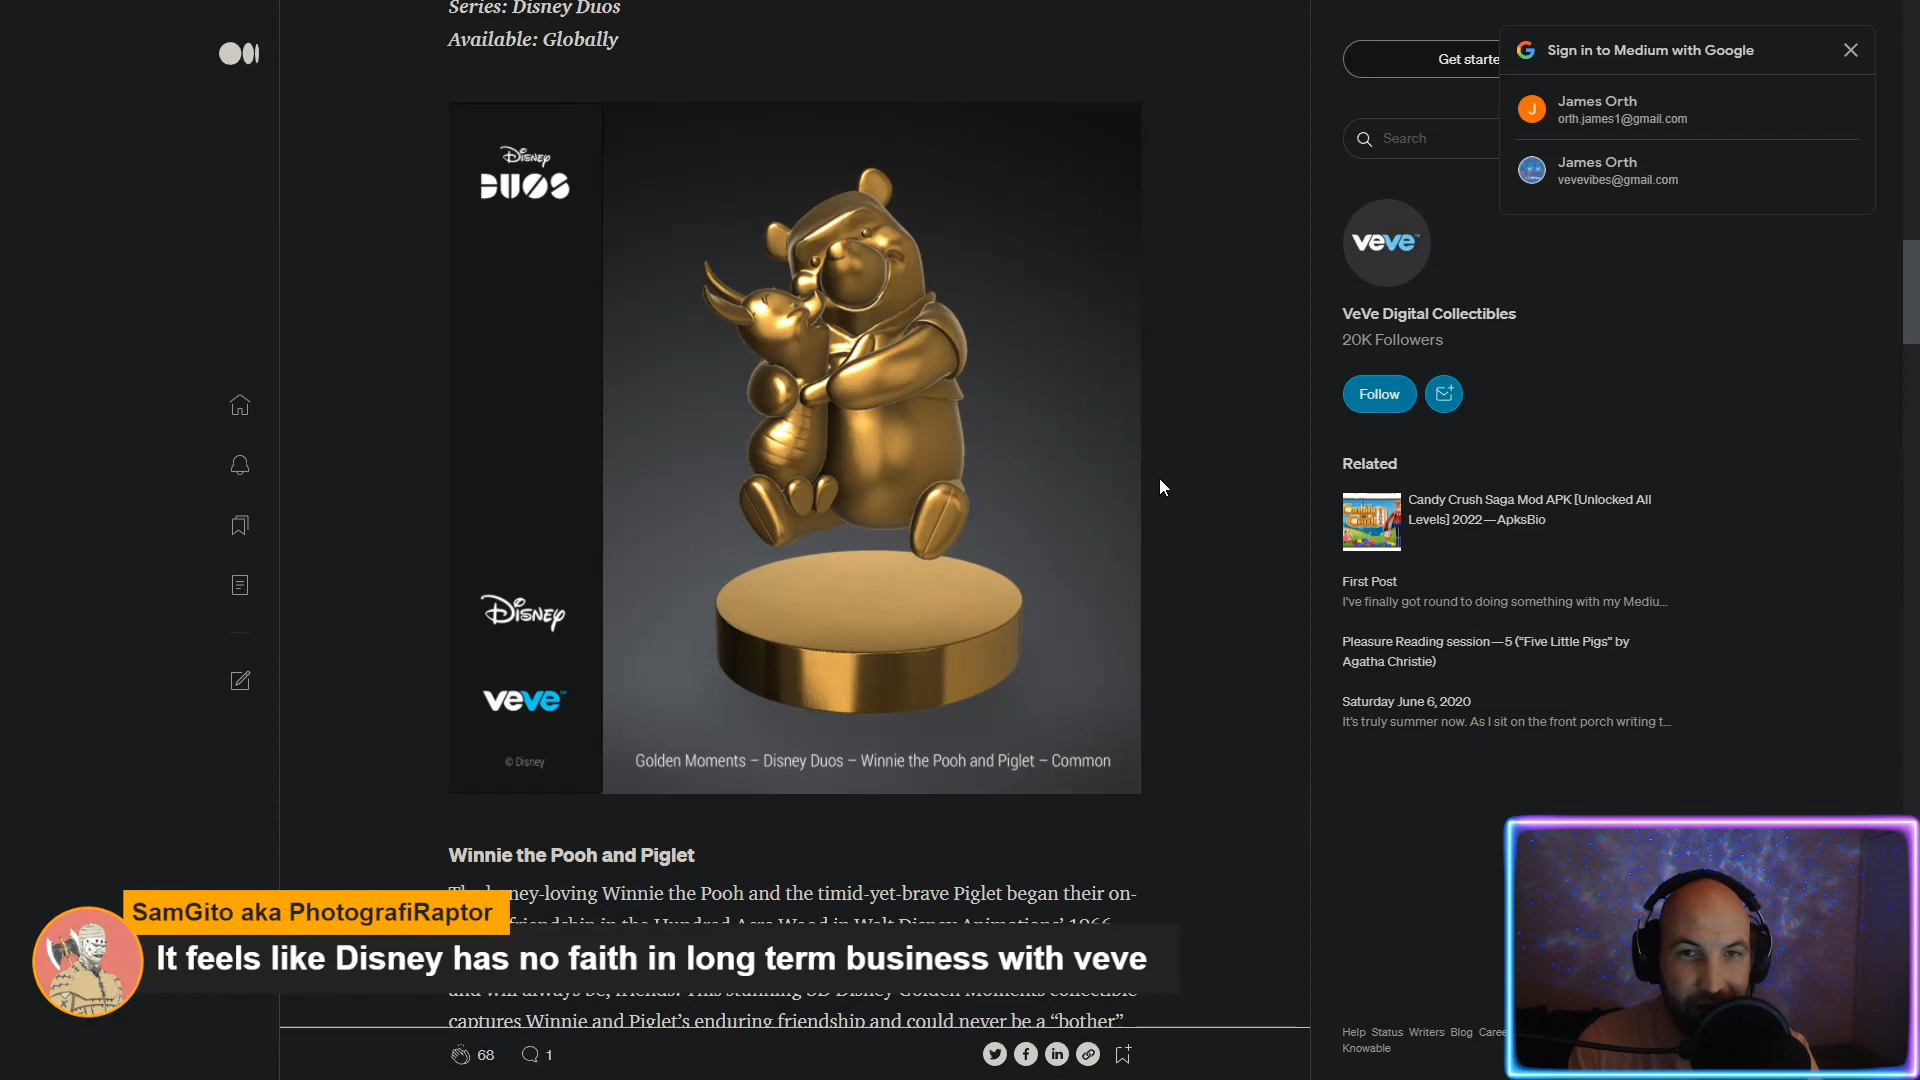 Series: Disney Duos
Available: Globally
Disney
DUOS
Disney
veve™
© Disney
Golden Moments – Disney Duos – Winnie the Pooh and Piglet – Common
Winnie the Pooh and Piglet
ney-loving Winnie the Pooh and the timid-yet-brave Piglet began their on-
SamGito aka PhotografiRaptor
It feels like Disney has no faith in long term business with veve
captures Winnie and Piglet's enduring friendship and could never be a “bother”
68
1
Get starte
Search
Sign in to Medium with Google
J
James Orth
orth.james1@gmail.com
James Orth
vevevibes@gmail.com
veve™
VeVe Digital Collectibles
20K Followers
Follow
Related
Candy Crush Saga Mod APK [Unlocked All
Levels] 2022—ApksBio
First Post
I've finally got round to doing something with my Mediu...
Pleasure Reading session—5 (“Five Little Pigs” by
Agatha Christie)
Saturday June 6, 2020
It's truly summer now. As I sit on the front porch writing t...
Help Status Writers Blog Caree
Knowable